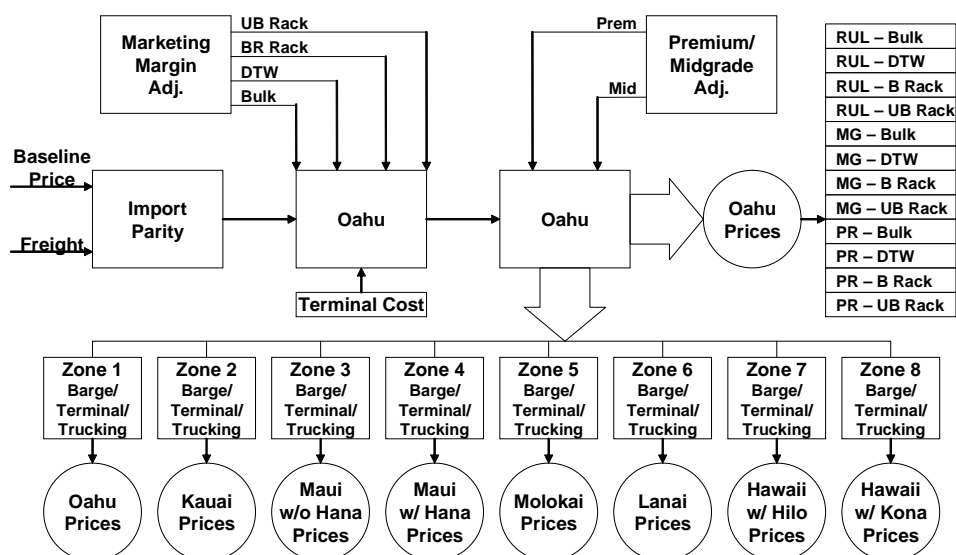 Marketing
Margin
Adj.
UB Rack
BR Rack
DTW
Bulk
Prem
Mid
Premium/
Midgrade
Adj.
RUL – Bulk
RUL – DTW
RUL – B Rack
RUL – UB Rack
MG – Bulk
MG – DTW
MG – B Rack
MG – UB Rack
PR – Bulk
PR – DTW
PR – B Rack
PR – UB Rack
Baseline
Price
Freight
Import
Parity
Oahu
Terminal Cost
Oahu
Oahu
Prices
Zone 1
Barge/
Terminal/
Trucking
Zone 2
Barge/
Terminal/
Trucking
Zone 3
Barge/
Terminal/
Trucking
Zone 4
Barge/
Terminal/
Trucking
Zone 5
Barge/
Terminal/
Trucking
Zone 6
Barge/
Terminal/
Trucking
Zone 7
Barge/
Terminal/
Trucking
Zone 8
Barge/
Terminal/
Trucking
Oahu
Prices
Kauai
Prices
Maui
w/o Hana
Prices
Maui
w/ Hana
Prices
Molokai
Prices
Lanai
Prices
Hawaii
w/ Hilo
Prices
Hawaii
w/ Kona
Prices